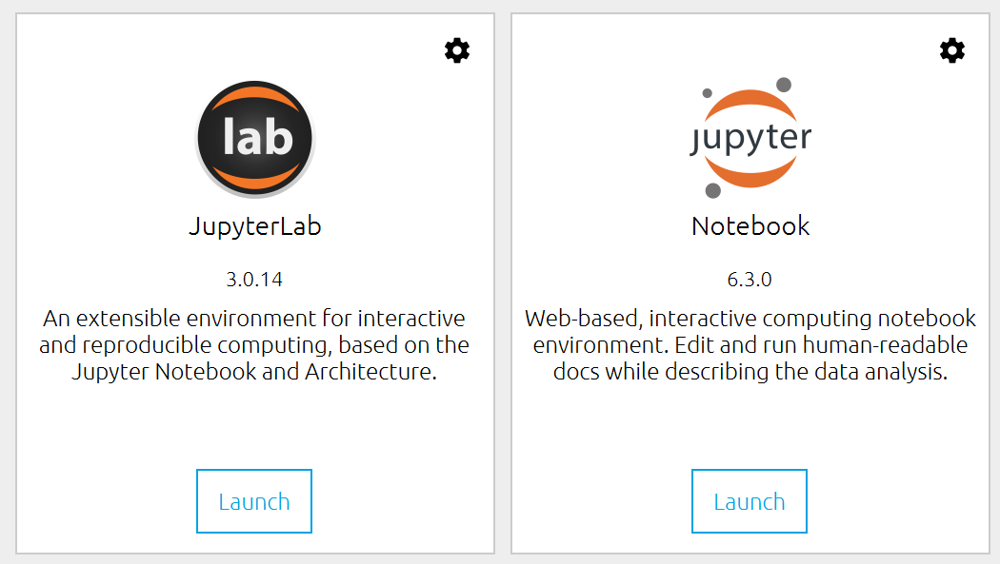 lab
JupyterLab
3.0.14
An extensible environment for interactive
and reproducible computing, based on the
Jupyter Notebook and Architecture.
Launch
jupyter
Notebook
6.3.0
Web-based, interactive computing notebook
environment. Edit and run human-readable
docs while describing the data analysis.
Launch